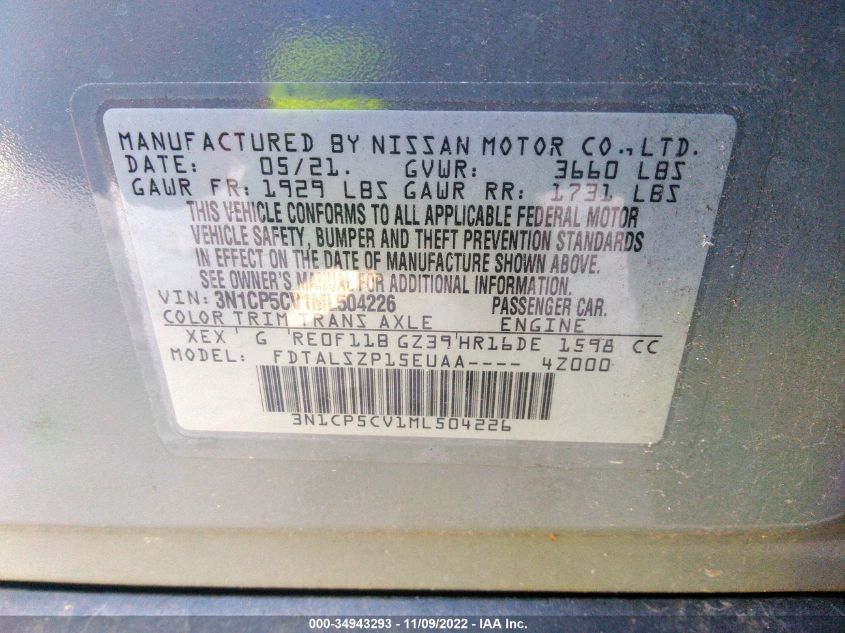 MANUFACTURED BY NISSAN MOTOR CO., LTD.
DATE: 05/21. GVWR: 3660 LBS
GAWR FR: 1929 LBS GAWR RR: 1731 LBS
THIS VEHICLE CONFORMS TO ALL APPLICABLE FEDERAL MOTOR
VEHICLE SAFETY, BUMPER AND THEFT PREVENTION STANDARDS
IN EFFECT ON THE DATE OF MANUFACTURE SHOWN ABOVE.
SEE OWNER'S MANUAL FOR ADDITIONAL INFORMATION.
VIN: 3N1CP5CV1ML504226 PASSENGER CAR.
COLOR TRIM TRANS AXLE ENGINE
XEX G RE0F11B GZ39 HR16DE 1598 CC
MODEL: FDTALSZP15EUAA---- 4Z000
3N1CP5CV1ML504226
000-34943293 - 11/09/2022 - IAA Inc.